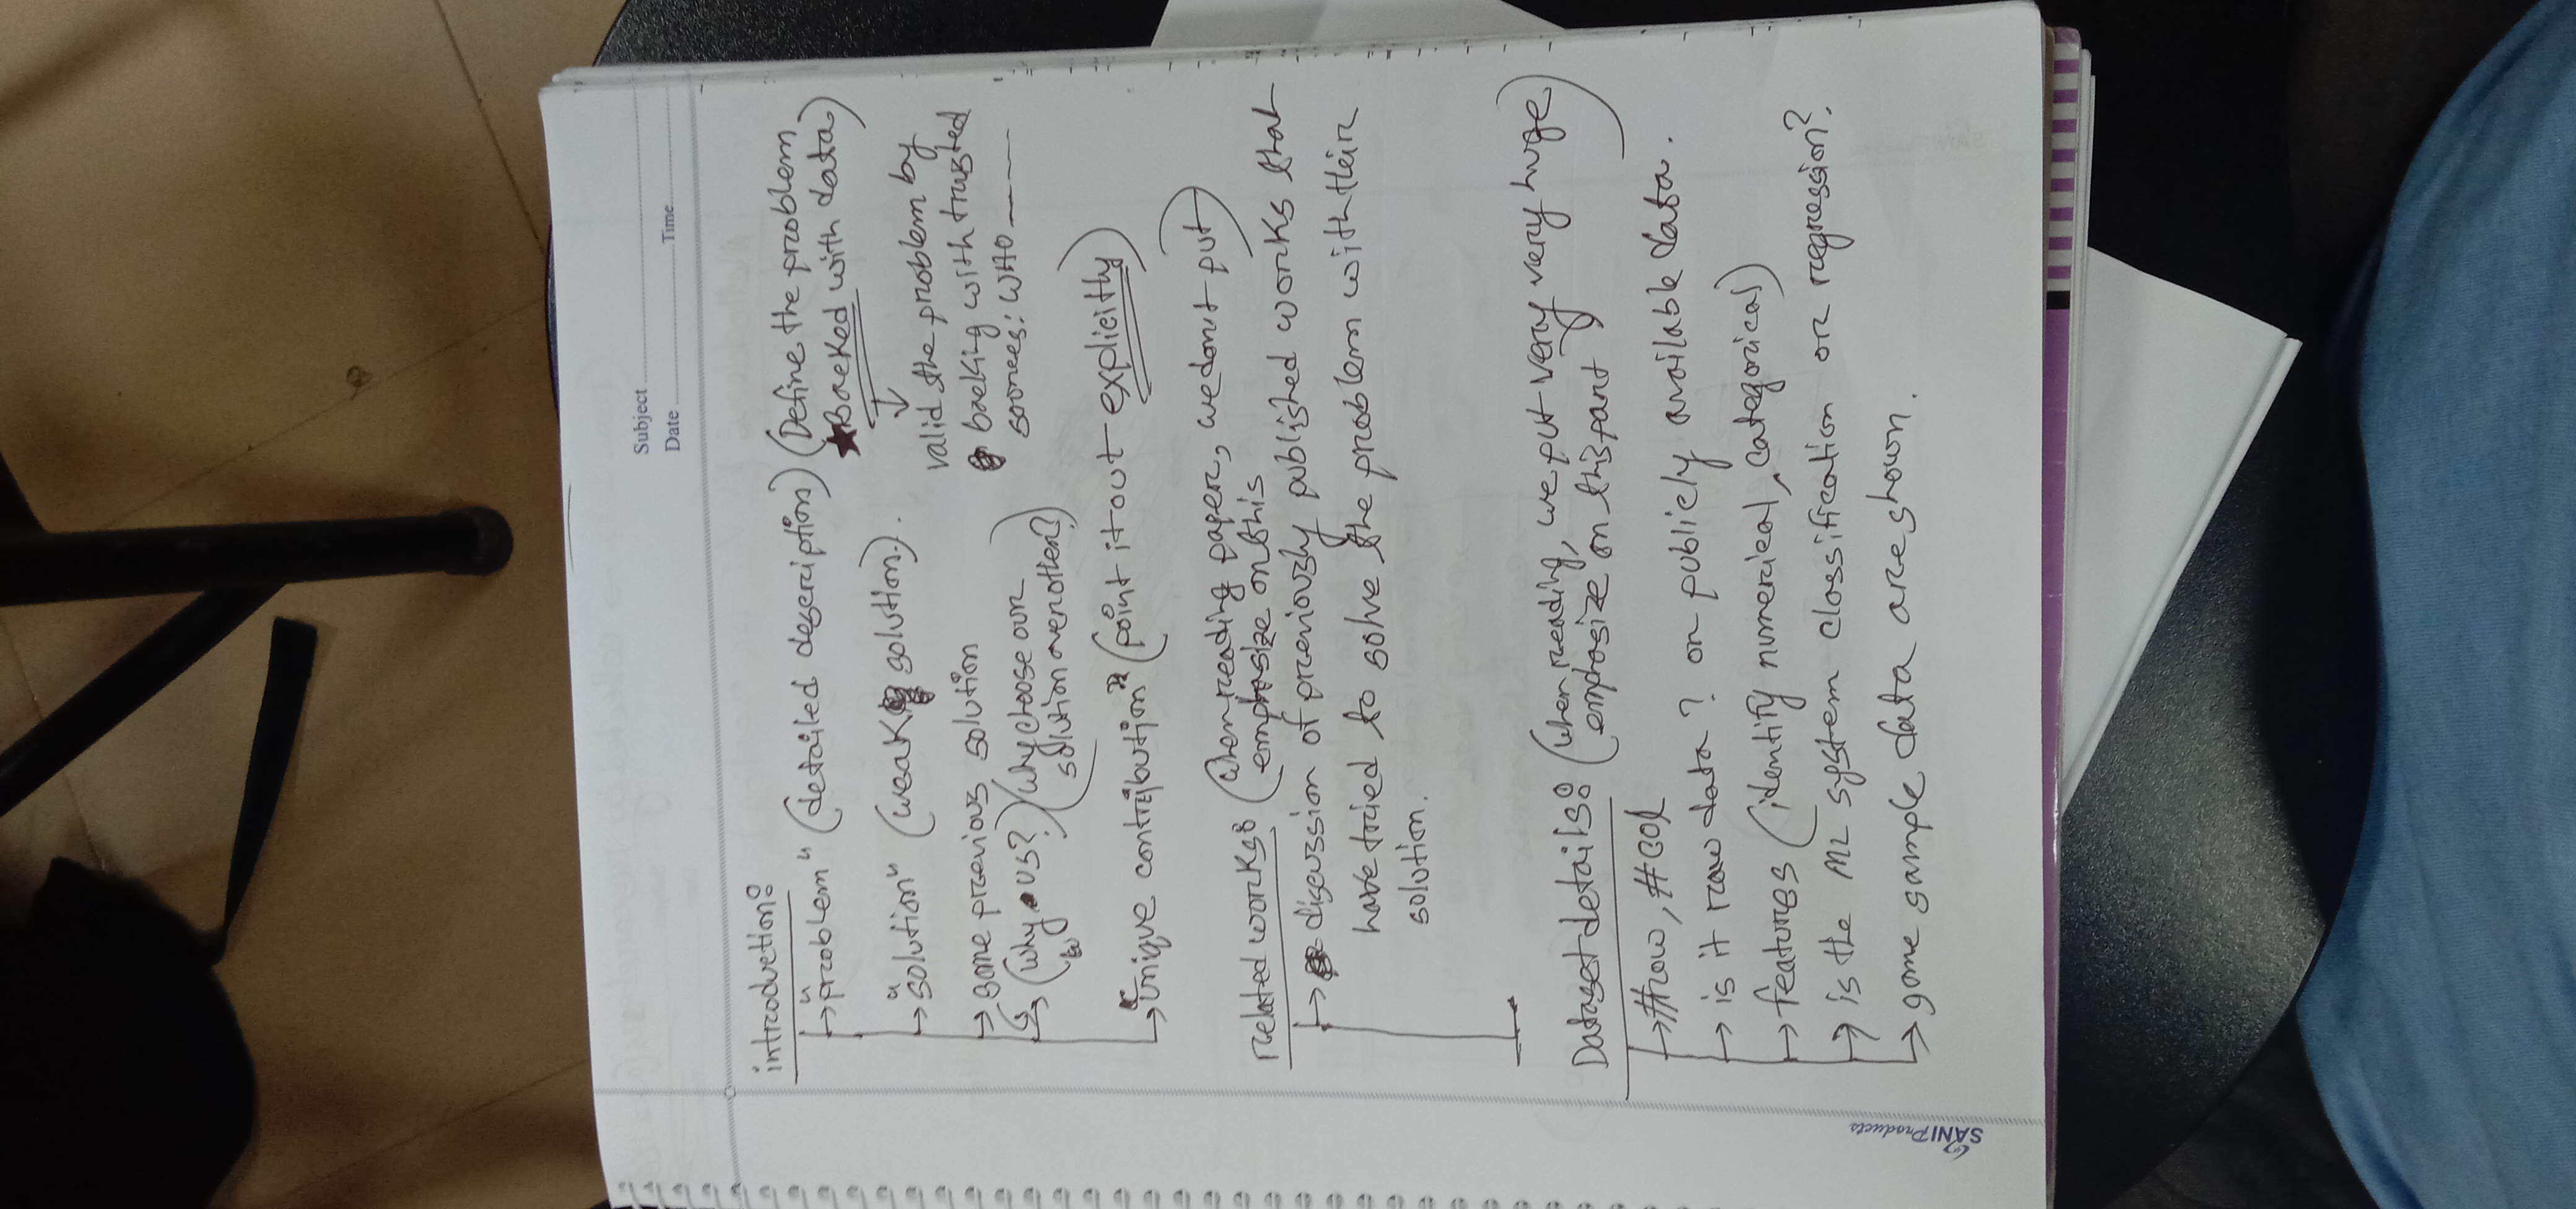 Subject
Date Time
introduction:
→ "problem" (detailed description) (Define the problem
★ Backed with data)
↓
valid the problem by
backing with trusted
sources: WHO ———
→ "solution" (weak solution.).
→ some previous solution
→ (Why us?) (Why choose our
solution over other?)
→ "Unique contribution" (point it out explicitly)
related works: (when reading paper, we don't put
emphasize on this)
→ discussion of previously published works that
have tried to solve the problem with their
solution.
Dataset details: (when reading, we put very very huge
emphasize on this part)
→ #row, #col
→ is it raw data? or publicly available data.
→ features (identify numerical, categorical)
→ is the ML system classification or regression?
→ some sample data are shown.
SANI Products